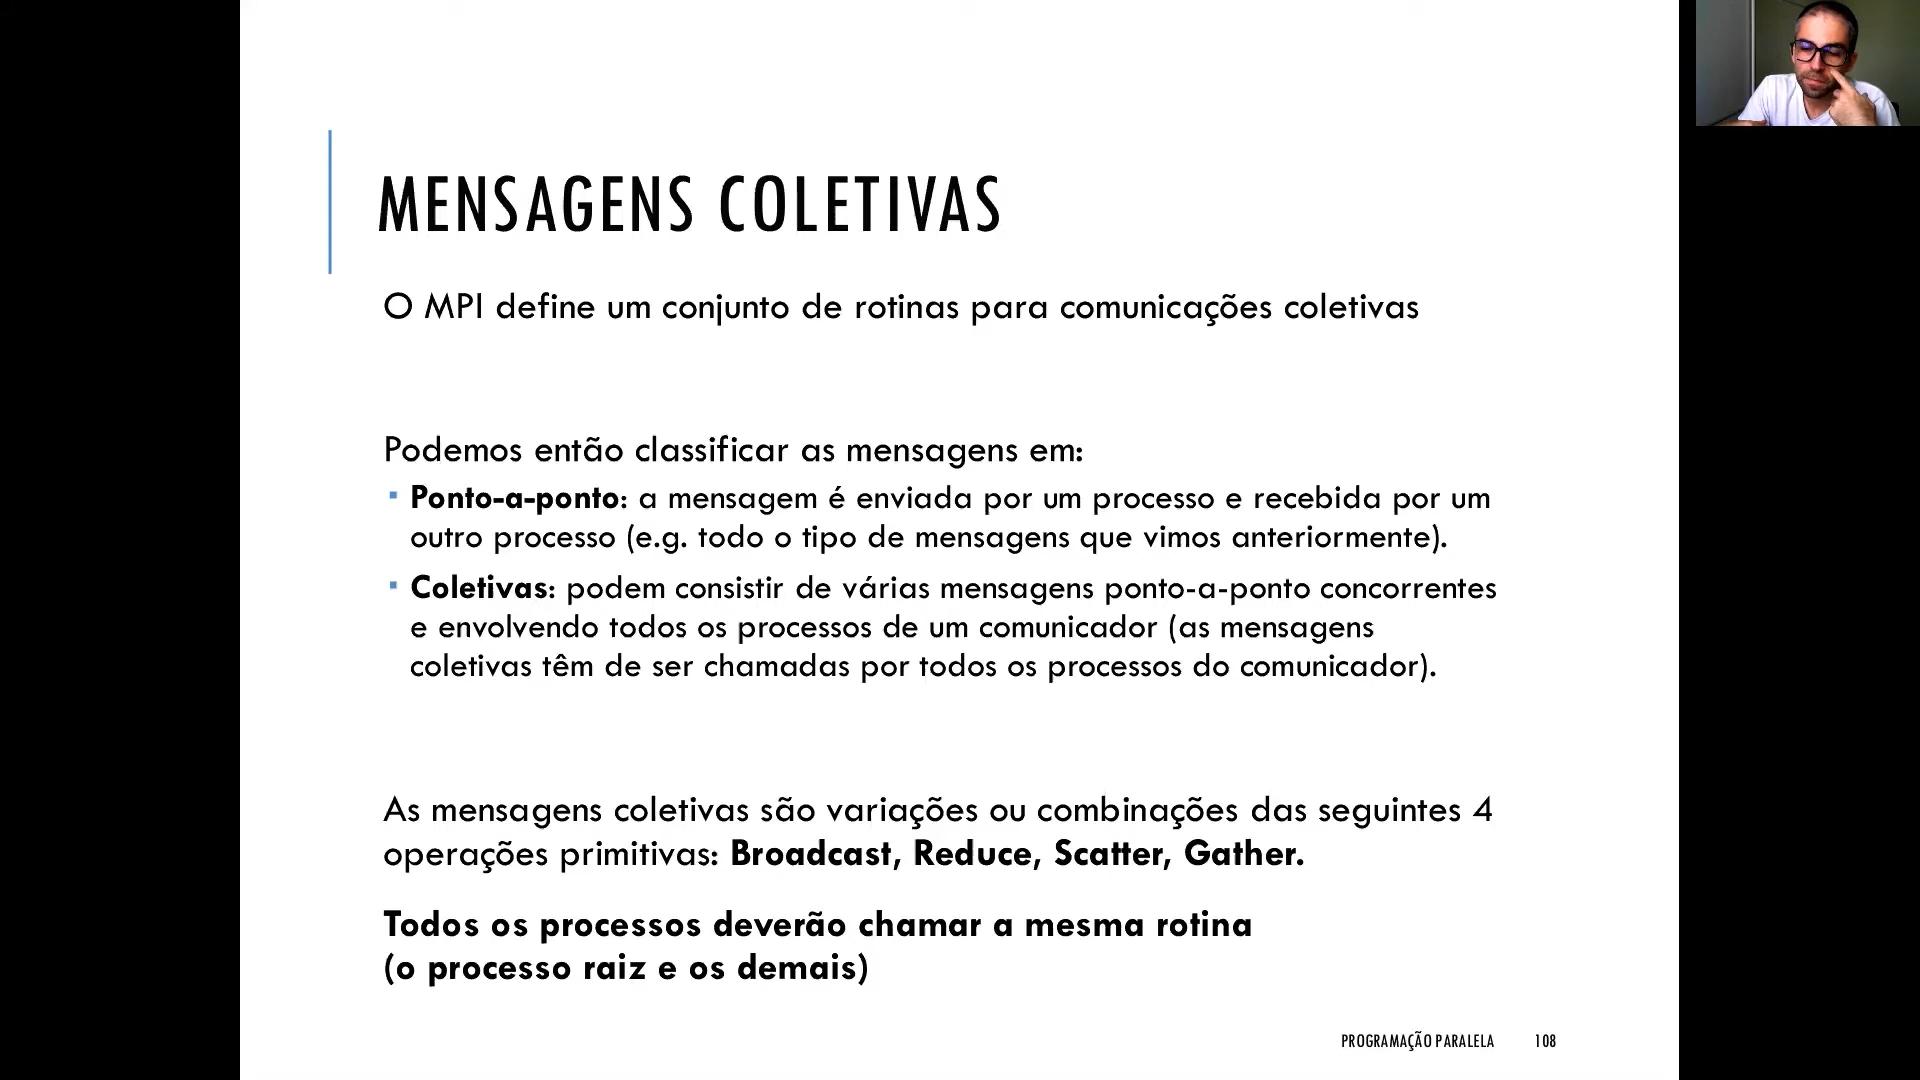 MENSAGENS COLETIVAS
O MPI define um conjunto de rotinas para comunicações coletivas
Podemos então classificar as mensagens em:
▪ Ponto-a-ponto: a mensagem é enviada por um processo e recebida por um
outro processo (e.g. todo o tipo de mensagens que vimos anteriormente).
▪ Coletivas: podem consistir de várias mensagens ponto-a-ponto concorrentes
e envolvendo todos os processos de um comunicador (as mensagens
coletivas têm de ser chamadas por todos os processos do comunicador).
As mensagens coletivas são variações ou combinações das seguintes 4
operações primitivas: Broadcast, Reduce, Scatter, Gather.
Todos os processos deverão chamar a mesma rotina
(o processo raiz e os demais)
PROGRAMAÇÃO PARALELA 108